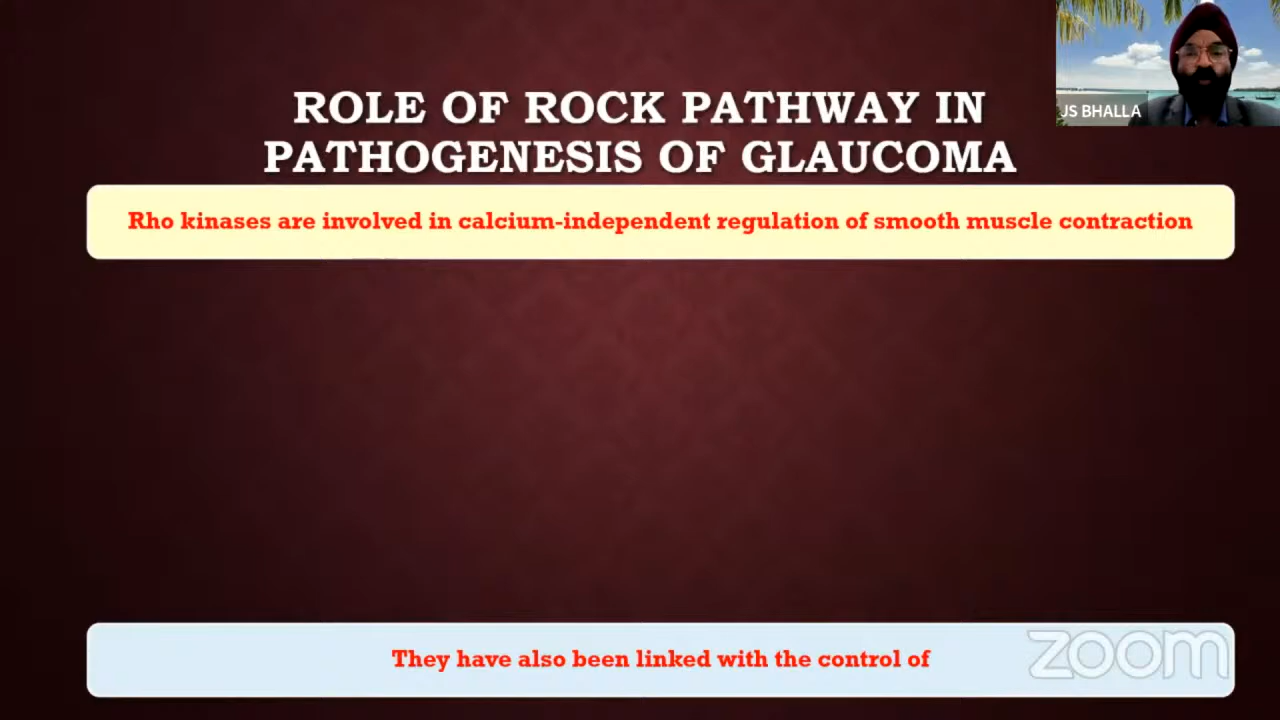 ROLE OF ROCK PATHWAY IN
PATHOGENESIS OF GLAUCOMA
JS BHALLA
Rho kinases are involved in calcium-independent regulation of smooth muscle contraction
They have also been linked with the control of
zoom